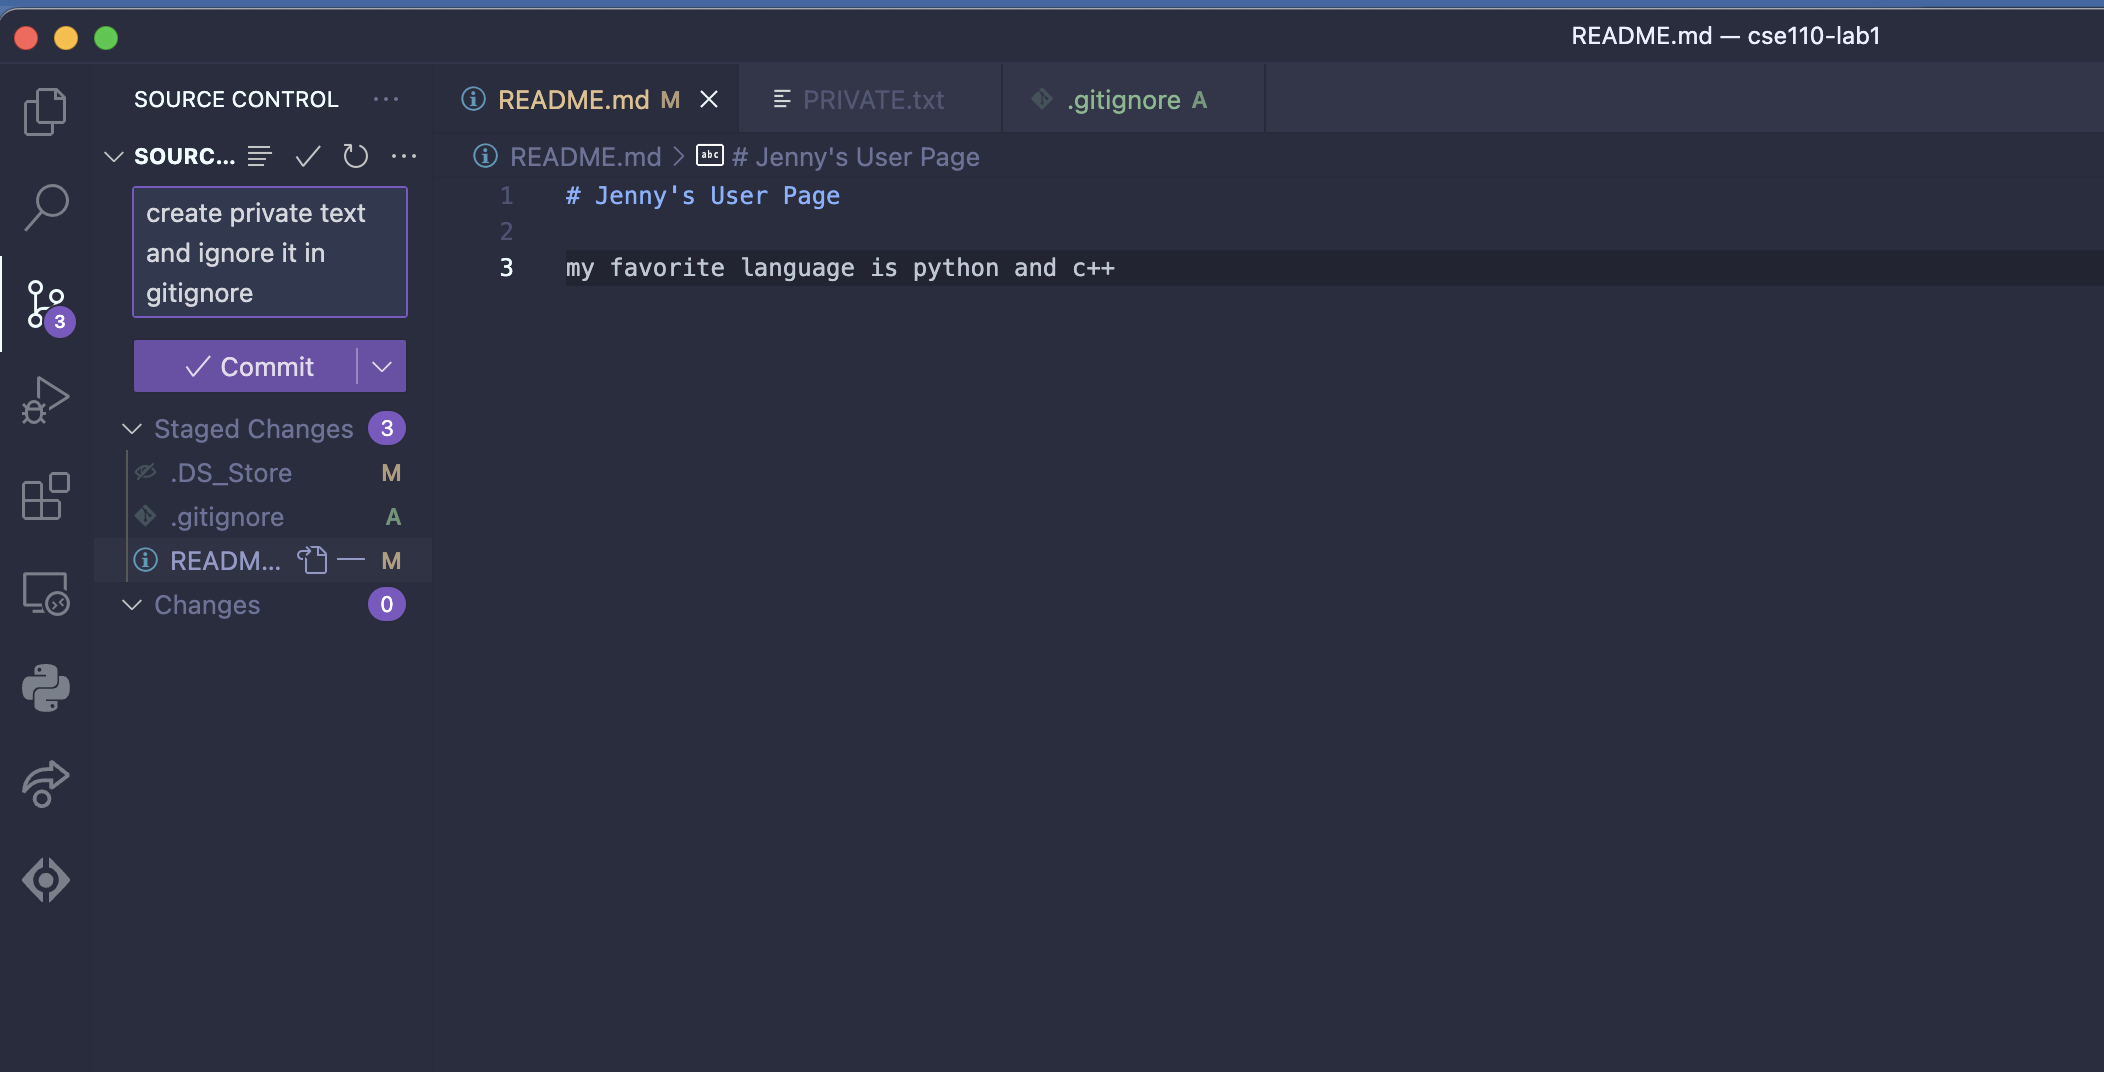 README.md — cse110-lab1
SOURCE CONTROL
README.md M
PRIVATE.txt
.gitignore A
SOURC...
README.md > # Jenny's User Page
create private text
and ignore it in
gitignore
Commit
Staged Changes 3
.DS_Store M
.gitignore A
READM... M
Changes 0
3
1 # Jenny's User Page
2
3 my favorite language is python and c++